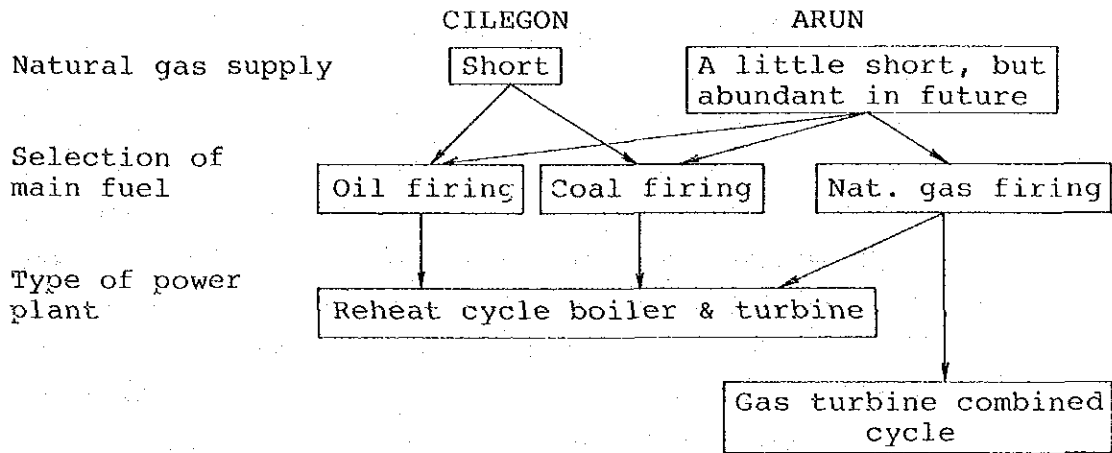 CILEGON ARUN
Natural gas supply Short A little short, but
abundant in future
Selection of
main fuel Oil firing Coal firing Nat. gas firing
Type of power
plant Reheat cycle boiler & turbine
Gas turbine combined
cycle